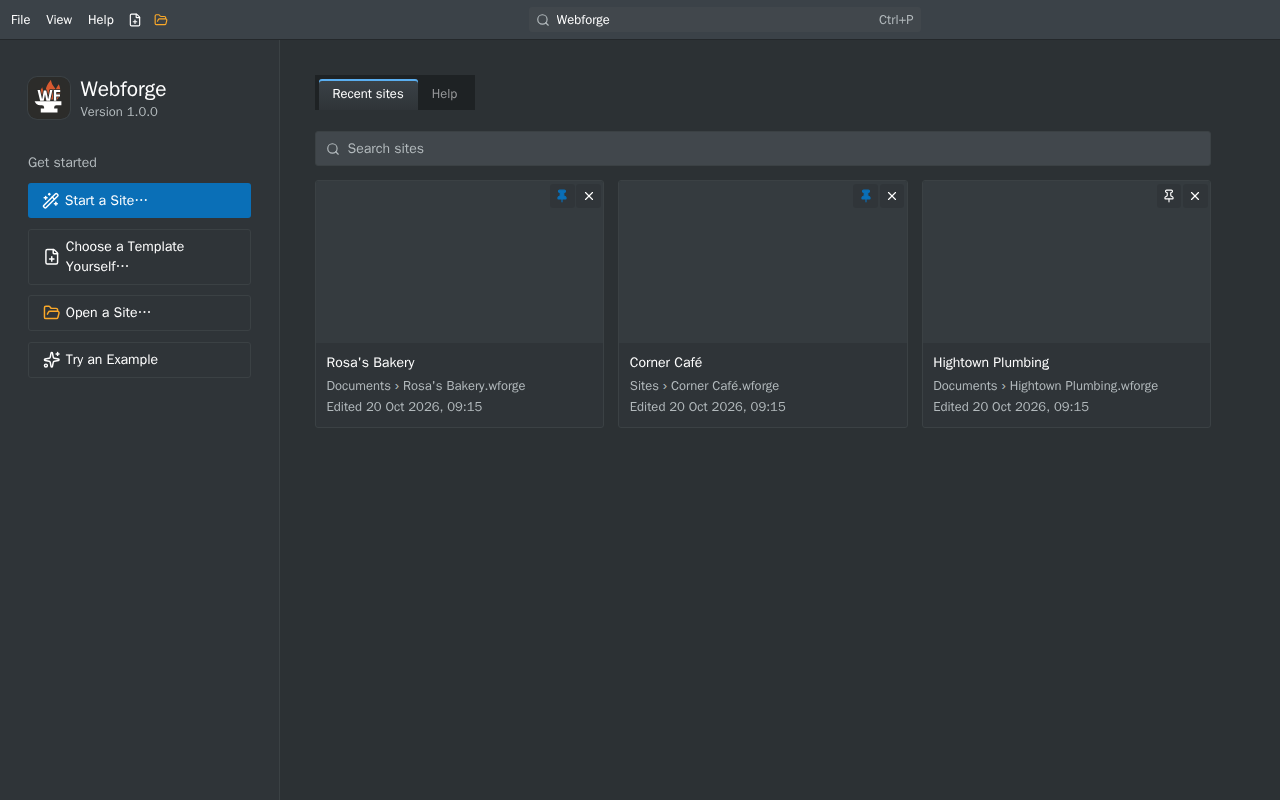 File View Help
Webforge
Ctrl+P
WF
Webforge
Version 1.0.0
Get started
Start a Site···
Choose a Template
Yourself···
Open a Site···
Try an Example
Recent sites
Help
Search sites
Rosa's Bakery
Documents › Rosa's Bakery.wforge
Edited 20 Oct 2026, 09:15
Corner Café
Sites › Corner Café.wforge
Edited 20 Oct 2026, 09:15
Hightown Plumbing
Documents › Hightown Plumbing.wforge
Edited 20 Oct 2026, 09:15